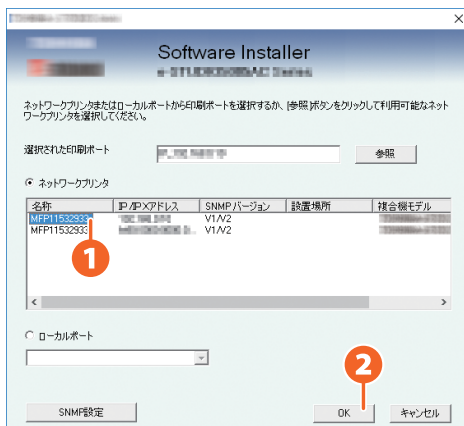 Software Installer
ネットワークプリンタまたはローカルポートから印刷ポートを選択するか、[参照]ボタンをクリックして利用可能なネット
ワークプリンタを選択してください。
選択された印刷ポート
参照
ネットワークプリンタ
名称 IP/IPXアドレス SNMPバージョン 設置場所 複合機モデル
MFP11532933 V1/V2
MFP11532933 V1/V2
1
ローカルポート
2
SNMP設定 OK キャンセル